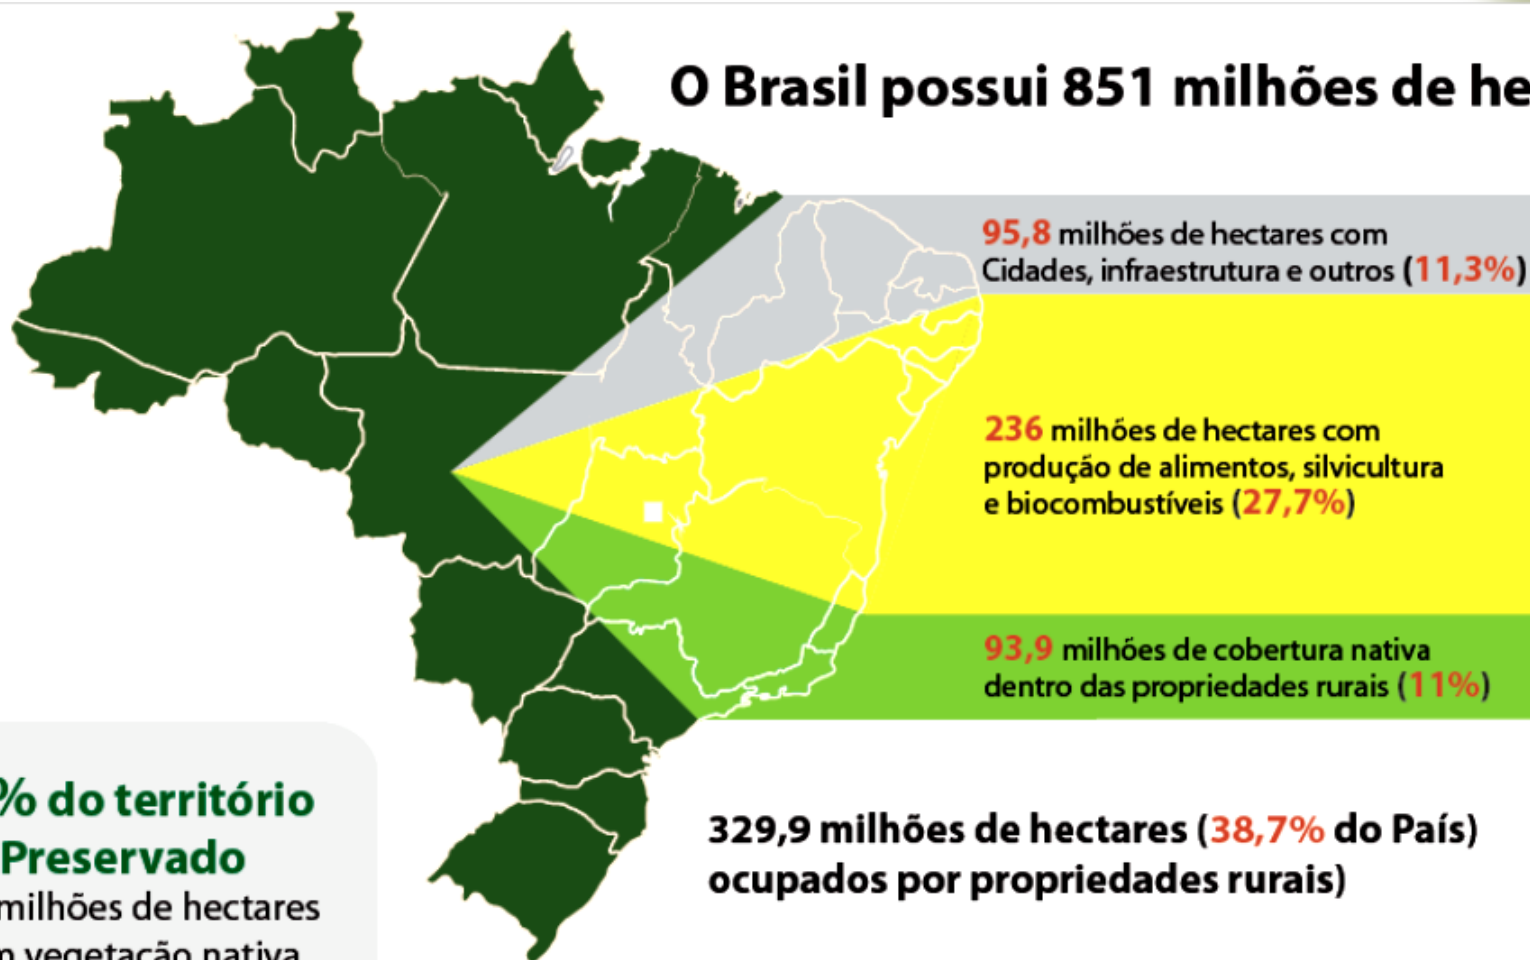 O Brasil possui 851 milhões de he
95,8 milhões de hectares com
Cidades, infraestrutura e outros (11,3%)
236 milhões de hectares com
produção de alimentos, silvicultura
e biocombustíveis (27,7%)
93,9 milhões de cobertura nativa
dentro das propriedades rurais (11%)
329,9 milhões de hectares (38,7% do País)
ocupados por propriedades rurais)
% do território
Preservado
milhões de hectares
m vegetação nativa